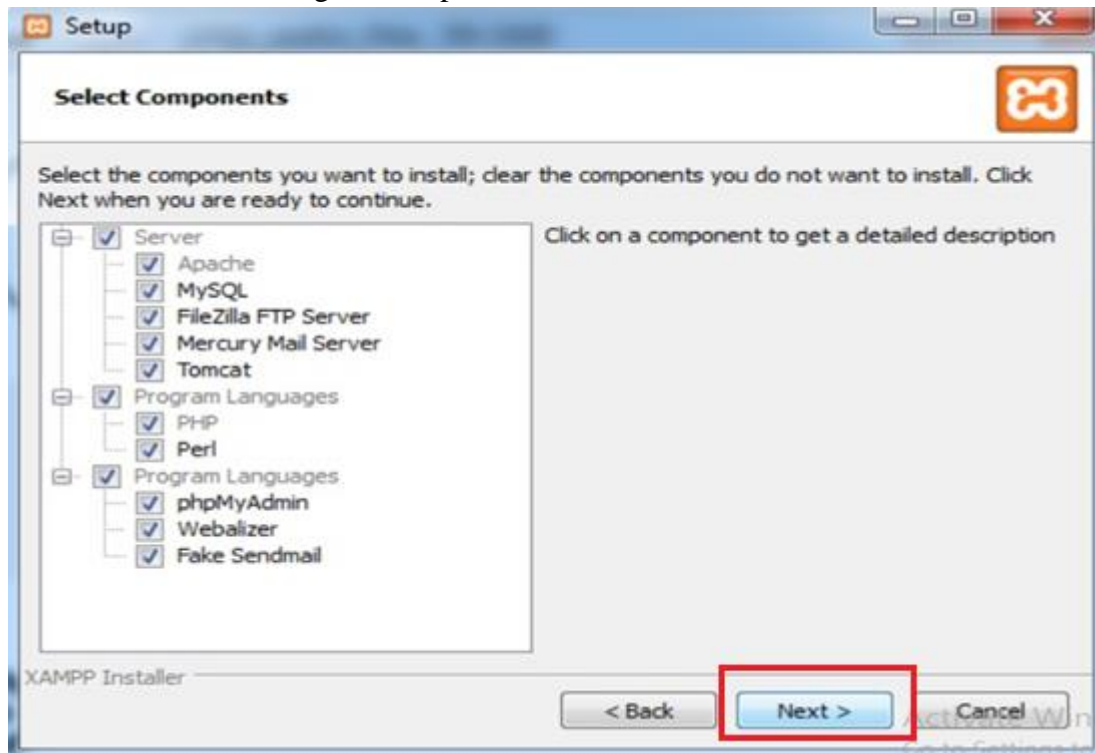 Setup
Select Components
Select the components you want to install; clear the components you do not want to install. Click
Next when you are ready to continue.
Server
Apache
MySQL
FileZilla FTP Server
Mercury Mail Server
Tomcat
Program Languages
PHP
Perl
Program Languages
phpMyAdmin
Webalizer
Fake Sendmail
Click on a component to get a detailed description
XAMPP Installer
< Back
Next >
Cancel
Activate Win